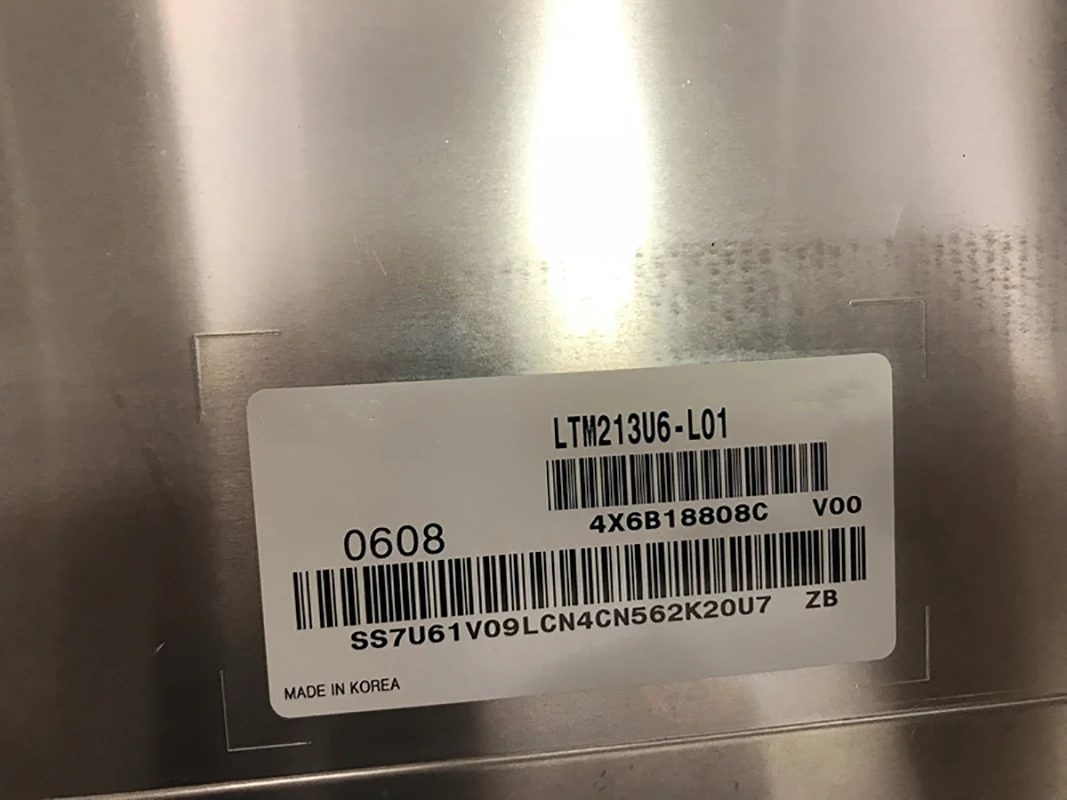 LTM213U6-L01
4X6B18808C V00
0608
SS7U61V09LCN4CN562K20U7 ZB
MADE IN KOREA